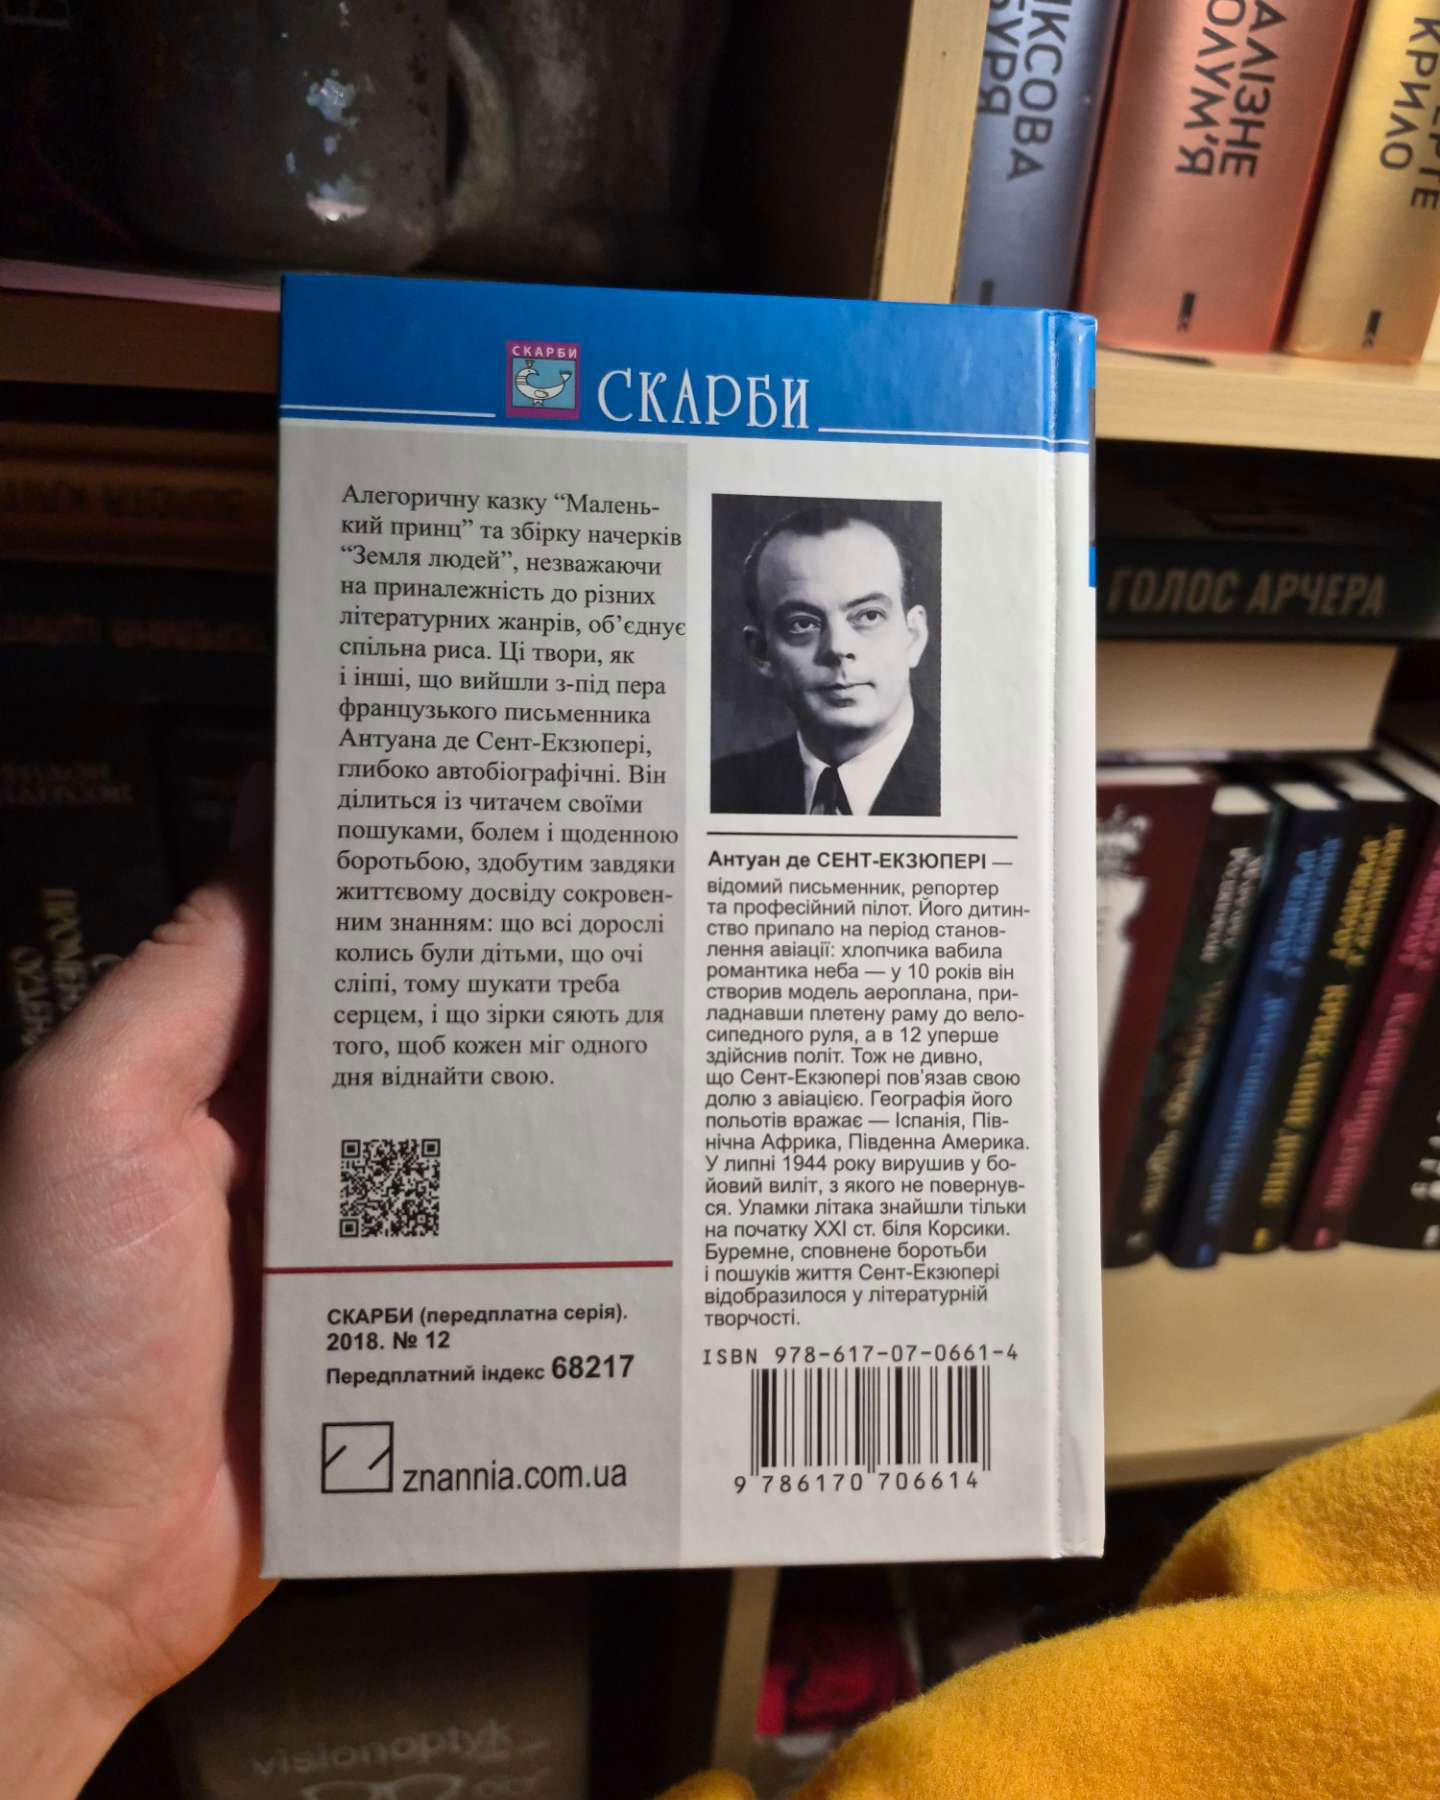 ІКСОВА
БУРЯ
ЗАЛІЗНЕ
ПОЛУМ'Я
КРИЛО
СКАРБИ
СКАРБИ
Алегоричну казку “Малень-
кий принц” та збірку начерків
“Земля людей”, незважаючи
на приналежність до різних
літературних жанрів, об’єднує
спільна риса. Ці твори, як
і інші, що вийшли з-під пера
французького письменника
Антуана де Сент-Екзюпері,
глибоко автобіографічні. Він
ділиться із читачем своїми
пошуками, болем і щоденною
боротьбою, здобутим завдяки
життєвому досвіду сокровен-
ним знанням: що всі дорослі
колись були дітьми, що очі
сліпі, тому шукати треба
серцем, і що зірки сяють для
того, щоб кожен міг одного
дня віднайти свою.
СКАРБИ (передплатна серія).
2018. № 12
Передплатний індекс 68217
znannia.com.ua
Антуан де СЕНТ-ЕКЗЮПЕРІ —
відомий письменник, репортер
та професійний пілот. Його дитин-
ство припало на період станов-
лення авіації: хлопчика вабила
романтика неба — у 10 років він
створив модель аероплана, при-
ладнавши плетену раму до вело-
сипедного руля, а в 12 уперше
здійснив політ. Тож не дивно,
що Сент-Екзюпері пов’язав свою
долю з авіацією. Географія його
польотів вражає — Іспанія, Пів-
нічна Африка, Південна Америка.
У липні 1944 року вирушив у бо-
йовий виліт, з якого не повернув-
ся. Уламки літака знайшли тільки
на початку XXI ст. біля Корсики.
Буремне, сповнене боротьби
і пошуків життя Сент-Екзюпері
відобразилося у літературній
творчості.
ISBN 978-617-07-0661-4
9 786170 706614
ГОЛОС АРЧЕРА
visionoptyk